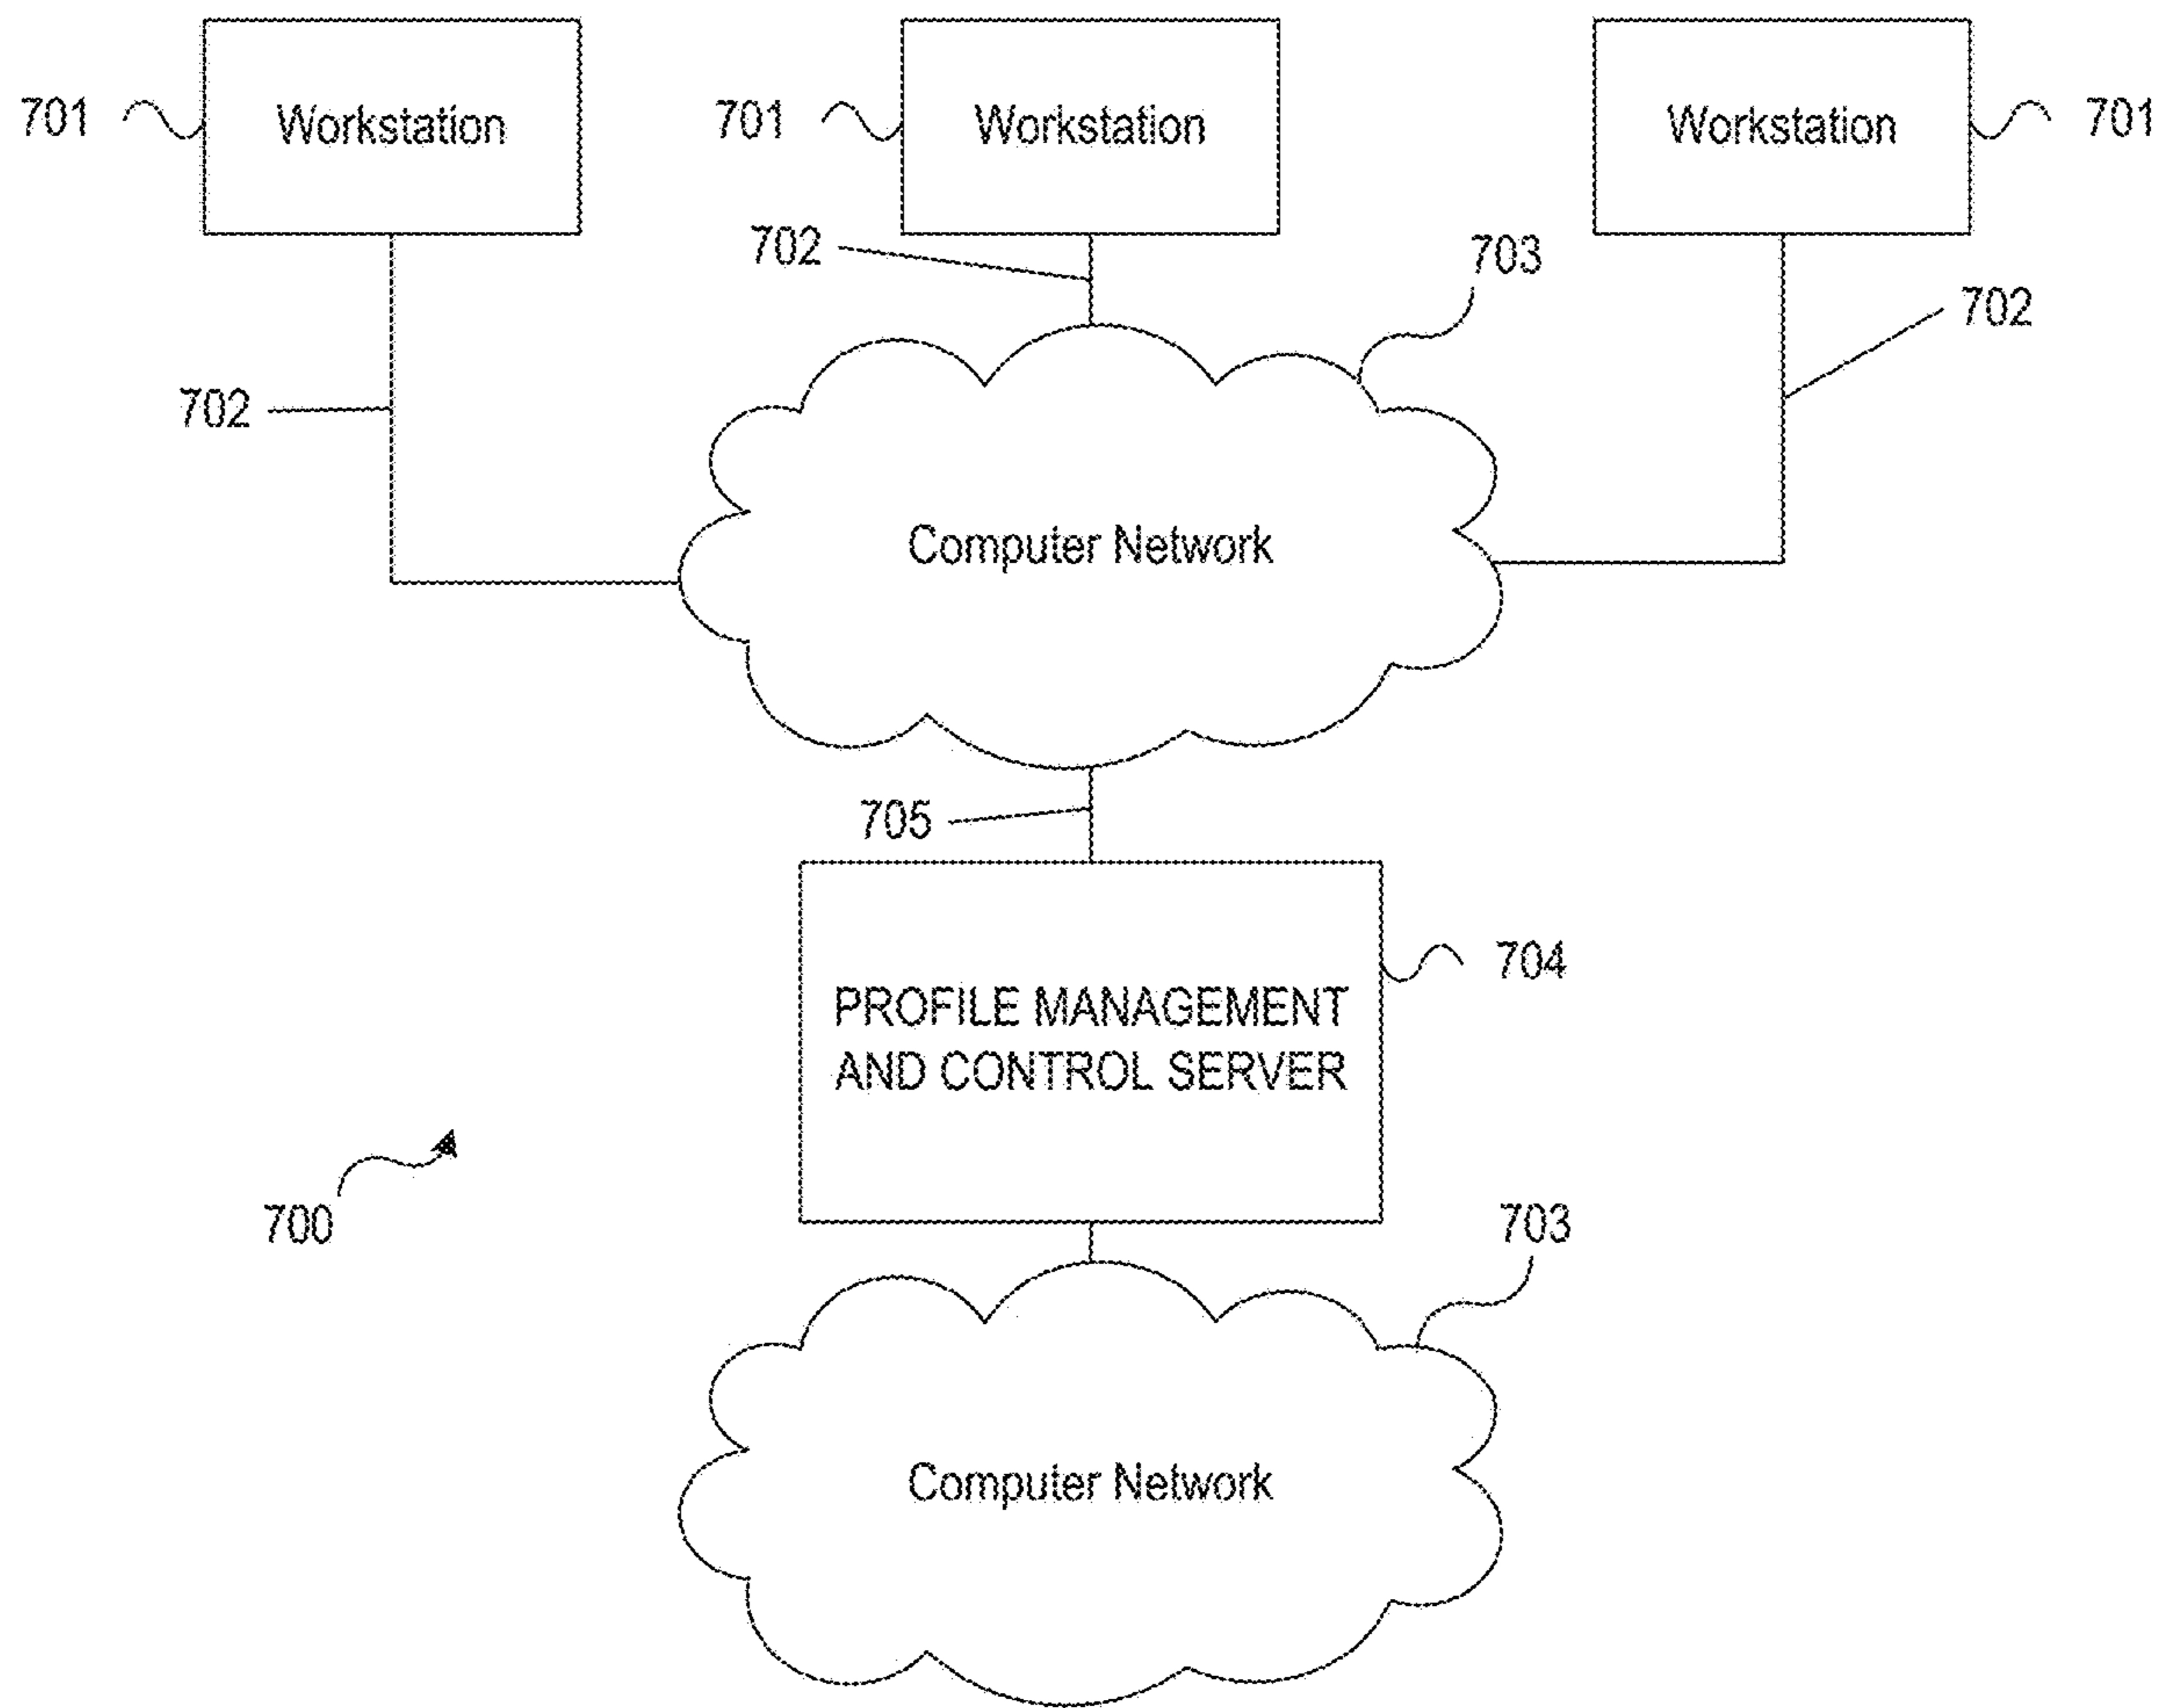 701
Workstation
701
Workstation
Workstation
701
702
703
702
702
Computer Network
705
704
PROFILE MANAGEMENT
AND CONTROL SERVER
700
703
Computer Network